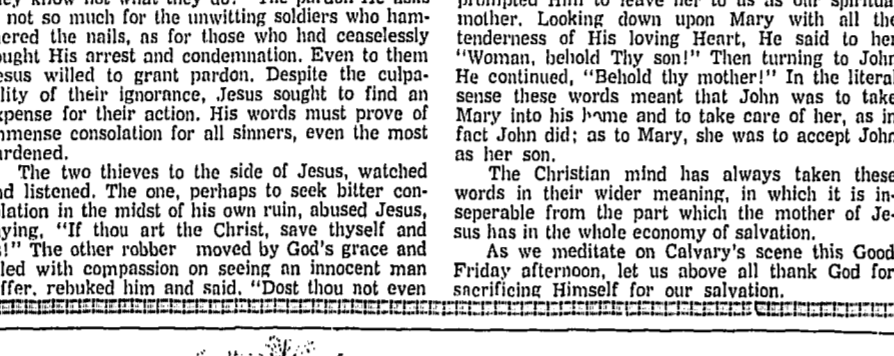 not so much for the unwitting soldiers who ham-
ered the nails, as for those who had ceaselessly
ought His arrest and condemnation. Even to them
esus willed to grant pardon. Despite the culpa-
lity of their ignorance, Jesus sought to find an
xpense for their action. His words must prove of
mmense consolation for all sinners, even the most
ardened.
The two thieves to the side of Jesus, watched
nd listened. The one, perhaps to seek bitter con-
lation in the midst of his own ruin, abused Jesus,
aying, "If thou art the Christ, save thyself and
s!" The other robber moved by God's grace and
lled with compassion on seeing an innocent man
ffer, rebuked him and said, "Dost thou not even
prompted Him to leave her to us as our spiritual
mother. Looking down upon Mary with all the
tenderness of His loving Heart, He said to her
"Woman, behold Thy son!" Then turning to John
He continued, "Behold thy mother!" In the literal
sense these words meant that John was to take
Mary into his home and to take care of her, as in
fact John did; as to Mary, she was to accept John
as her son.
The Christian mind has always taken these
words in their wider meaning, in which it is in-
seperable from the part which the mother of Je-
sus has in the whole economy of salvation.
As we meditate on Calvary's scene this Good
Friday afternoon, let us above all thank God for
sacrificing Himself for our salvation.